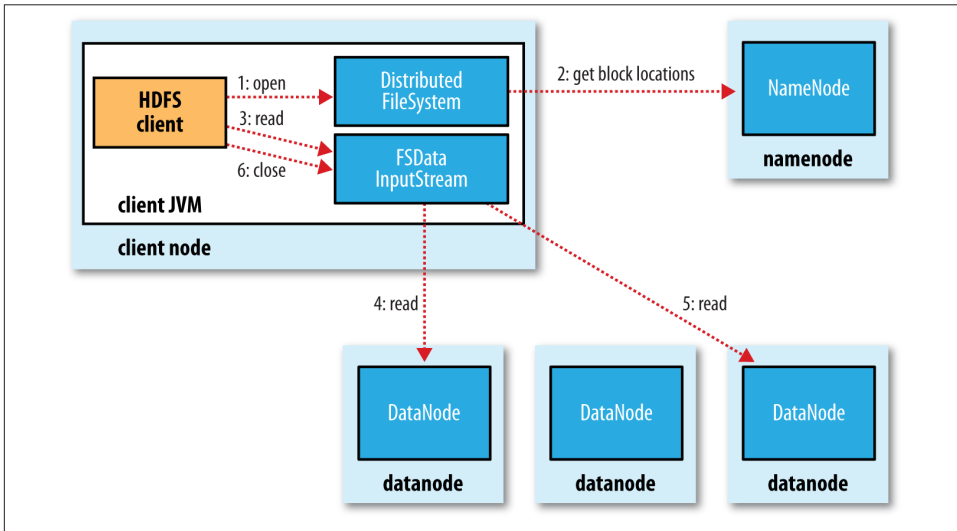 HDFS
client
1: open
3: read
6: close
Distributed
FileSystem
FSData
InputStream
client JVM
client node
2: get block locations
NameNode
namenode
4: read
5: read
DataNode
datanode
DataNode
datanode
DataNode
datanode